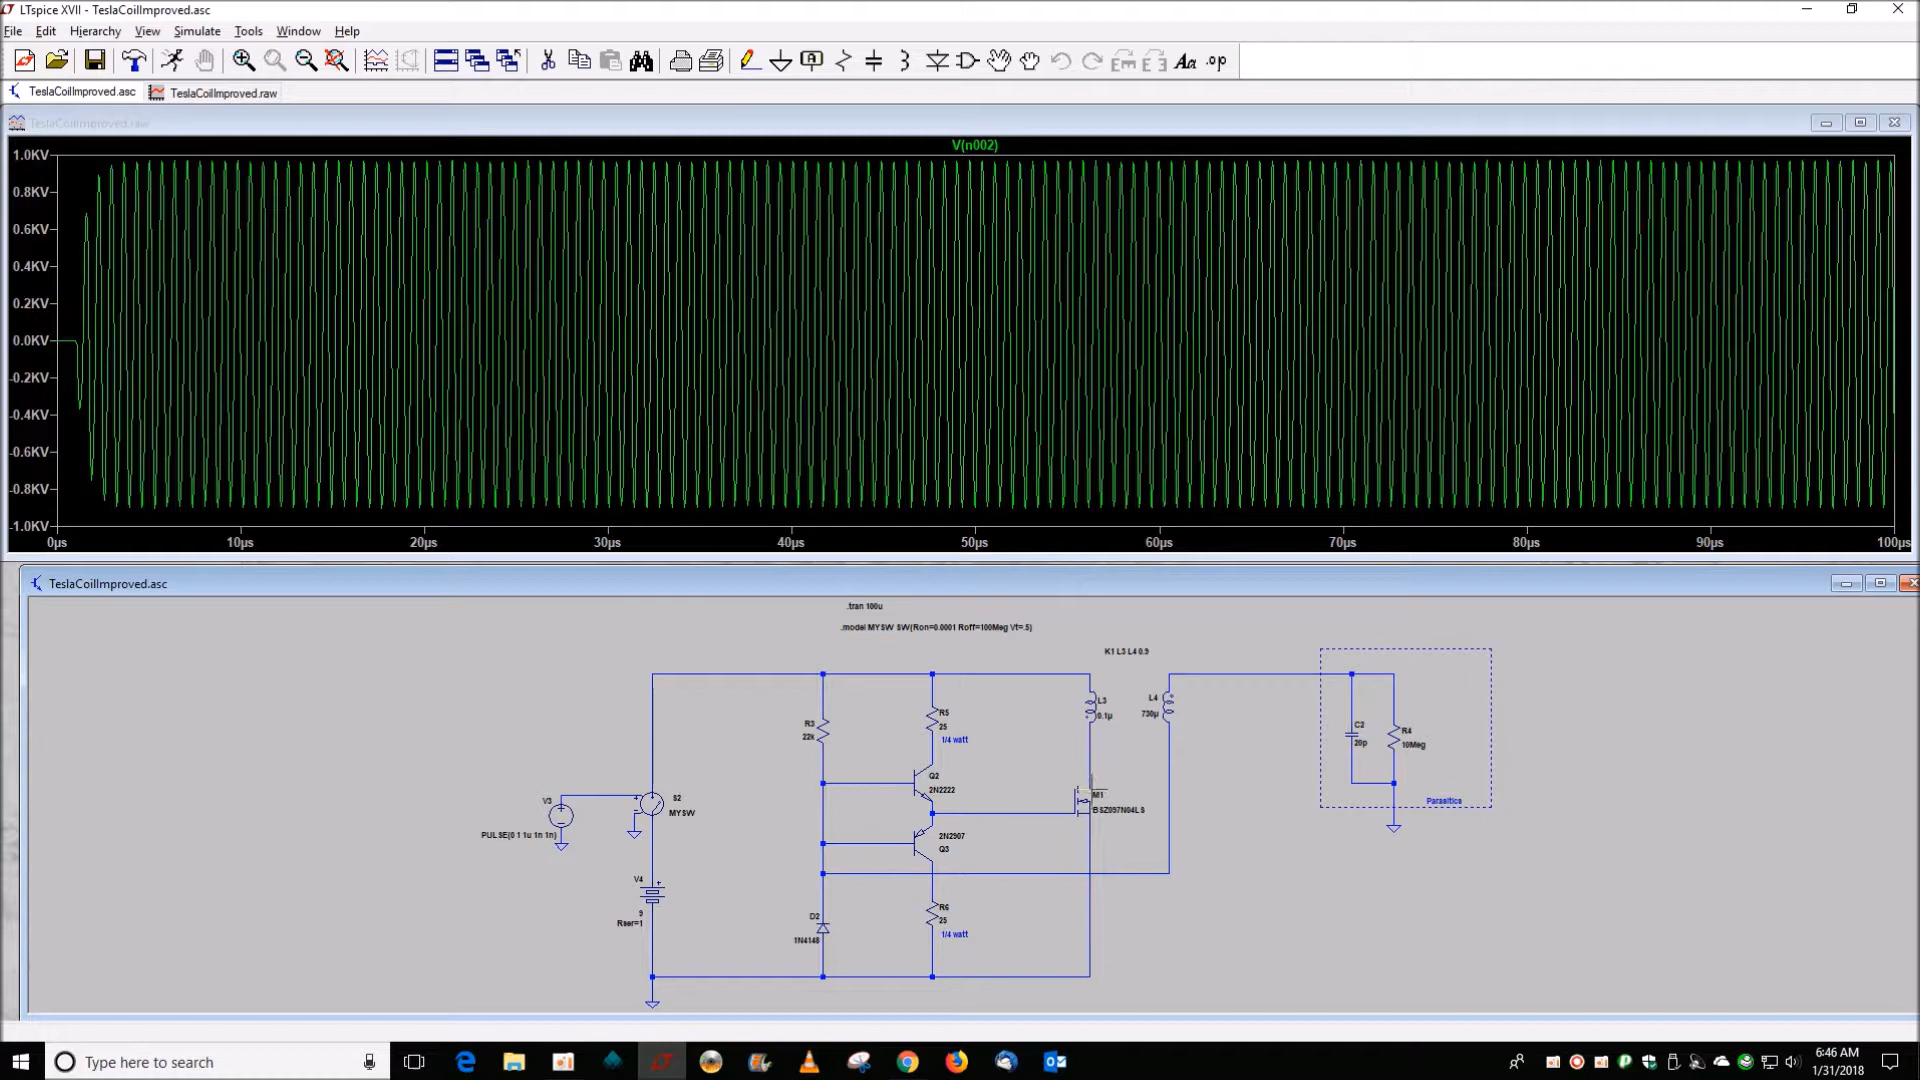 LTspice XVII - TeslaCoilImproved.asc
File Edit Hierarchy View Simulate Tools Window Help
A Aa .op
TeslaCoilImproved.asc TeslaCoilImproved.raw
TeslaCoilImproved.raw
V(n002)
1.0KV
0.8KV
0.6KV
0.4KV
0.2KV
0.0KV
-0.2KV
-0.4KV
-0.6KV
-0.8KV
-1.0KV
0µs 10µs 20µs 30µs 40µs 50µs 60µs 70µs 80µs 90µs 100µs
TeslaCoilImproved.asc
.tran 100u
.model MYSW SW(Ron=0.0001 Roff=100Meg Vt=.5)
K1 L3 L4 0.9
L3
0.1µ
L4
730µ
R3
22k
R5
25
1/4 watt
C2
20p
R4
10Meg
Parasitics
Q2
2N2222
M1
BSZ097N04LS
V3
PULSE(0 1 1u 1n 1n)
S2
MYSW
2N2907
Q3
V4
9
Rser=1
D2
1N4148
R6
25
1/4 watt
Type here to search
6:46 AM
1/31/2018